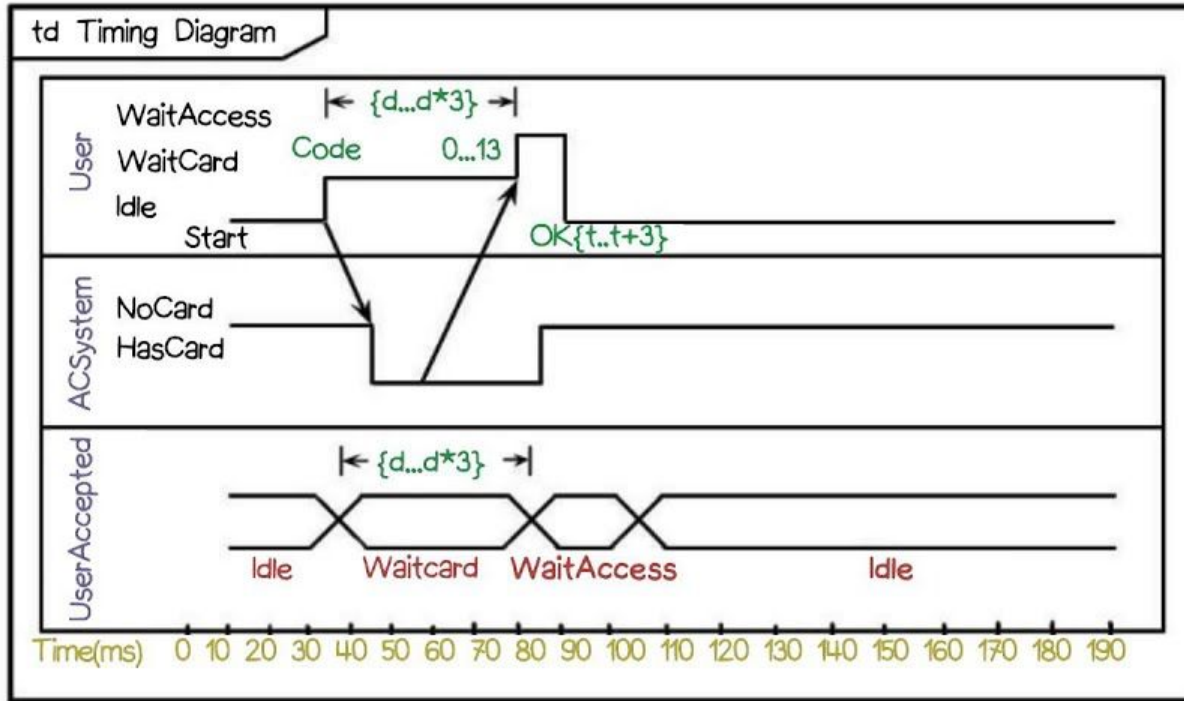 td Timing Diagram
User
WaitAccess
WaitCard
Idle
Start
{d...d*3}
Code
0...13
OK{t..t+3}
ACSystem
NoCard
HasCard
UserAccepted
{d...d*3}
Idle
Waitcard
WaitAccess
Idle
Time(ms) 0 10 20 30 40 50 60 70 80 90 100 110 120 130 140 150 160 170 180 190